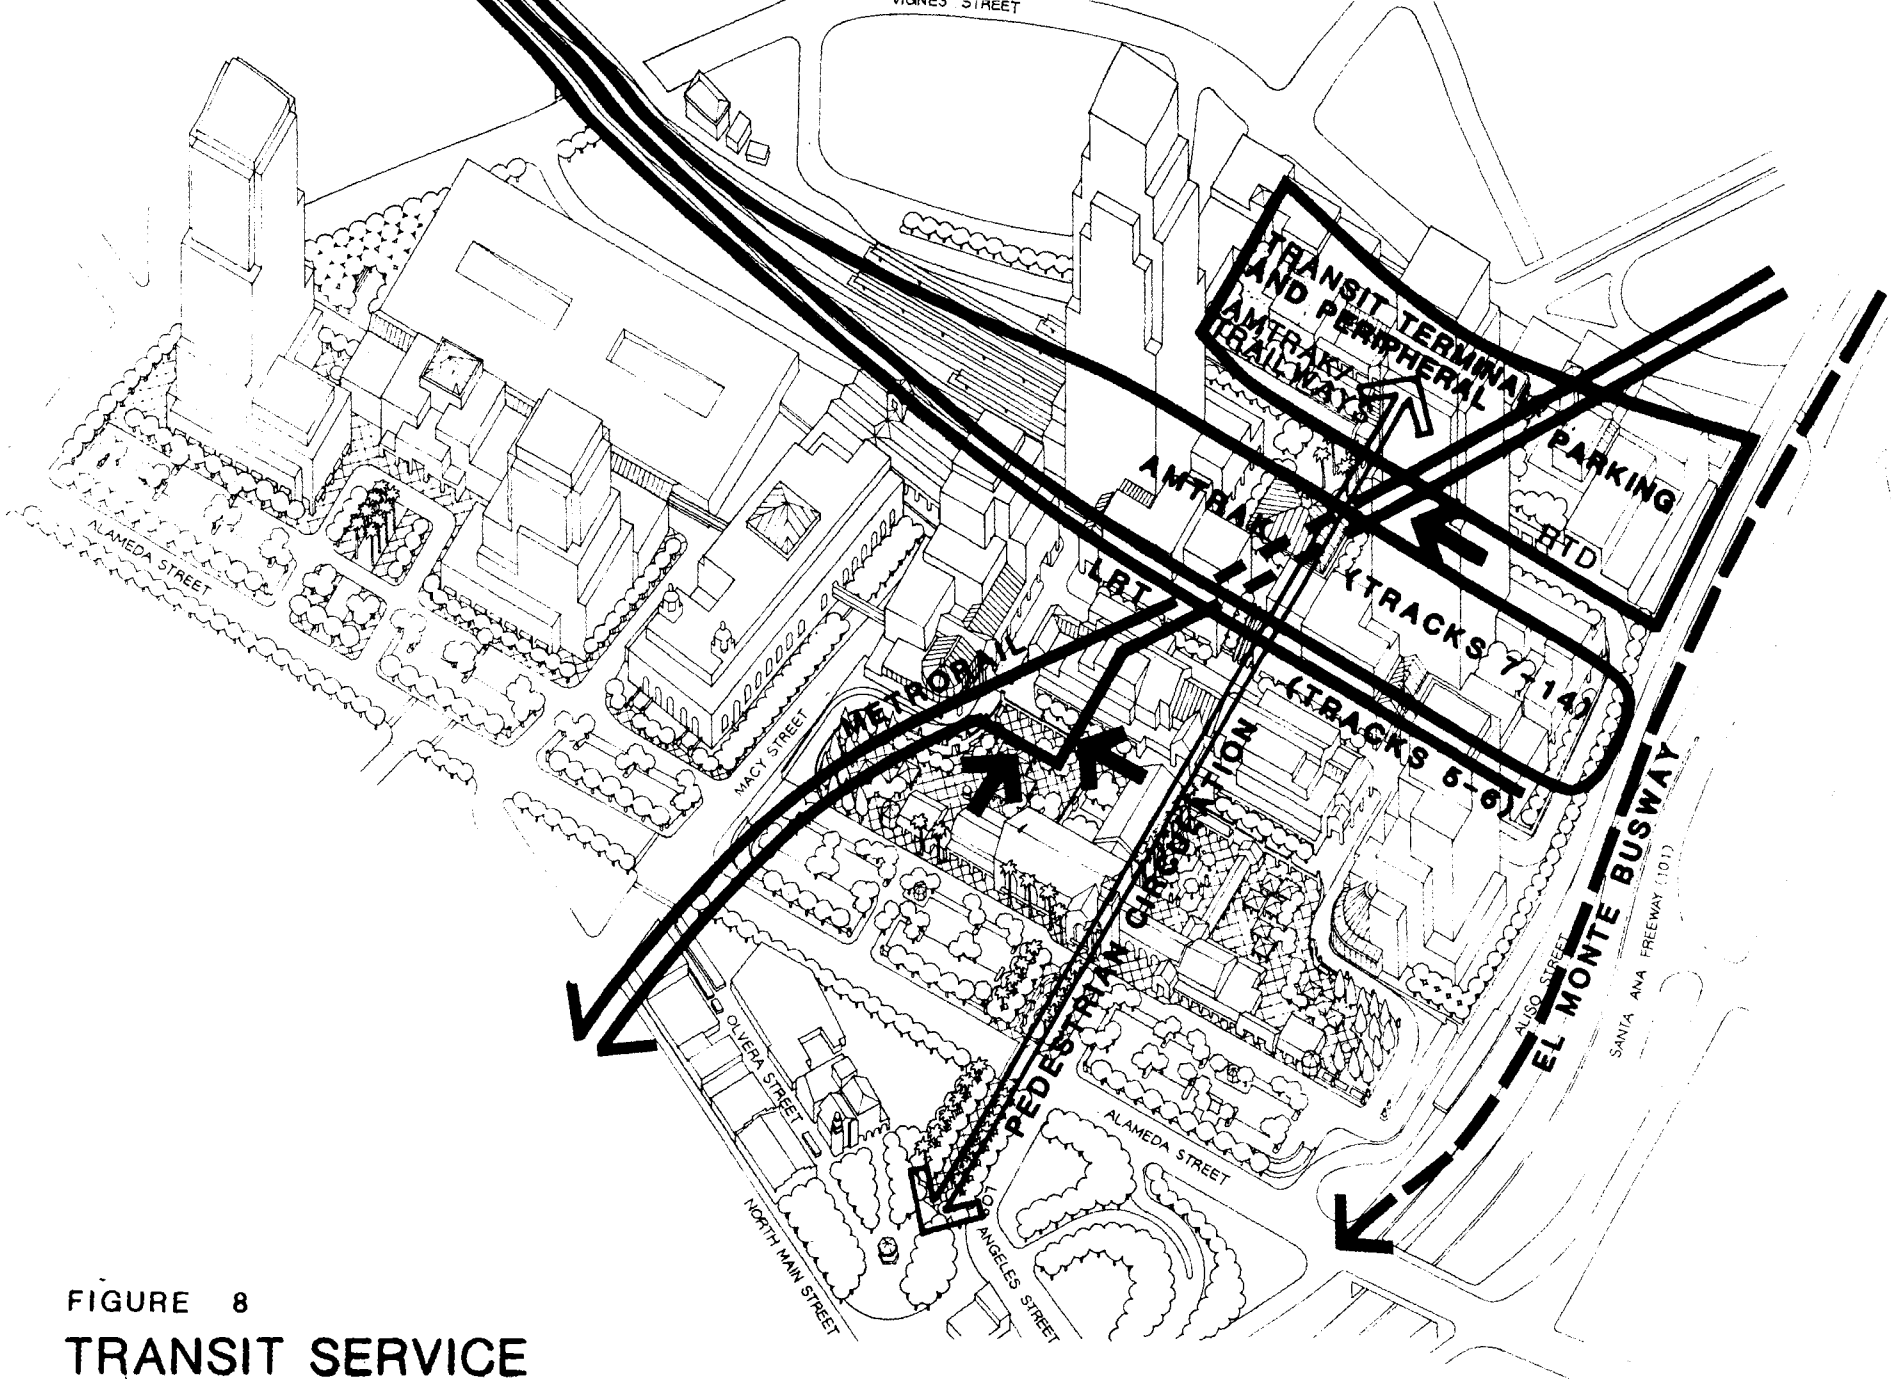 VIGNES STREET
TRANSIT TERMINAL
AND PERIPHERAL
PARKING
AMTRAK/
TRAILWAYS
RTD
AMTRAK
(TRACKS 7-14)
LRT
(TRACKS 5-6)
METRORAIL
ALAMEDA STREET
MACY STREET
PEDESTRIAN CIRCULATION
EL MONTE BUSWAY
ALISO STREET
SANTA ANA FREEWAY (101)
OLVERA STREET
ALAMEDA STREET
NORTH MAIN STREET
LOS ANGELES STREET
FIGURE 8
TRANSIT SERVICE